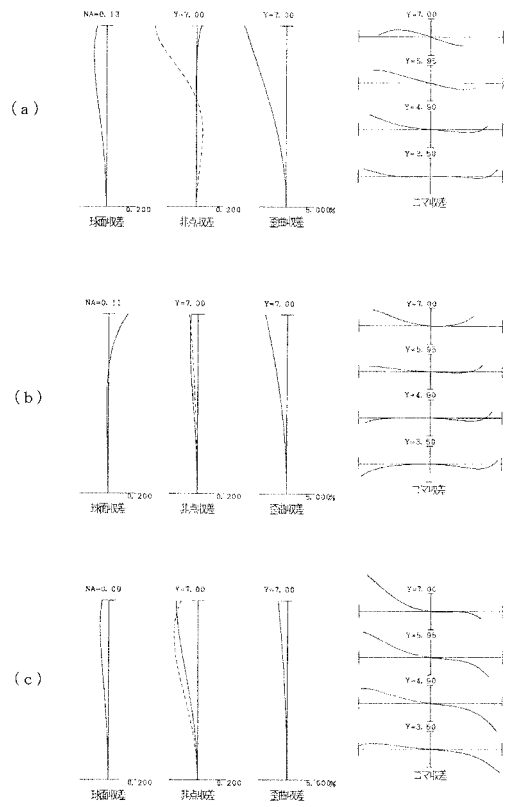 (a)
NA=0.13
0.200
球面収差
Y=7.00
0.200
非点収差
Y=7.00
5.000%
歪曲収差
Y=7.00
Y=5.95
Y=4.90
Y=3.50
コマ収差
(b)
NA=0.11
0.200
球面収差
Y=7.00
0.200
非点収差
Y=7.00
5.000%
歪曲収差
Y=7.00
Y=5.95
Y=4.90
Y=3.50
コマ収差
(c)
NA=0.09
0.200
球面収差
Y=7.00
0.200
非点収差
Y=7.00
5.000%
歪曲収差
Y=7.00
Y=5.95
Y=4.90
Y=3.50
コマ収差